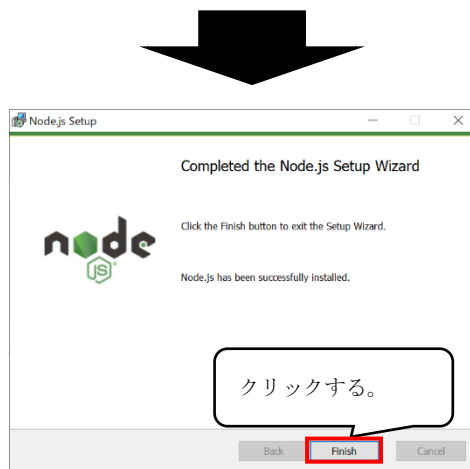 Node.js Setup
Completed the Node.js Setup Wizard
Click the Finish button to exit the Setup Wizard.
node
JS
Node.js has been successfully installed.
クリックする。
Back
Finish
Cancel